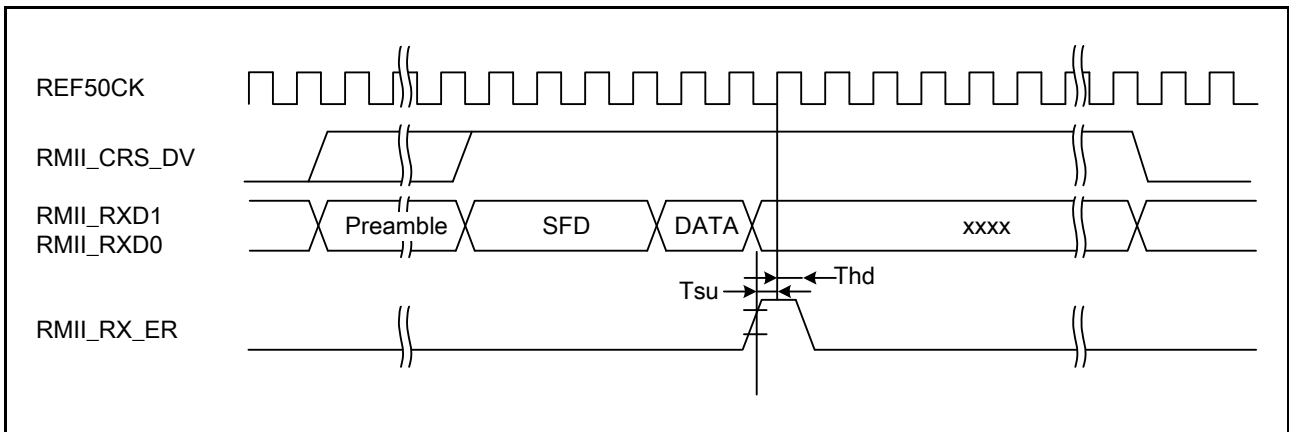 REF50CK
RMII_CRS_DV
RMII_RXD1
RMII_RXD0
Preamble
SFD
DATA
xxxx
Tsu
Thd
RMII_RX_ER